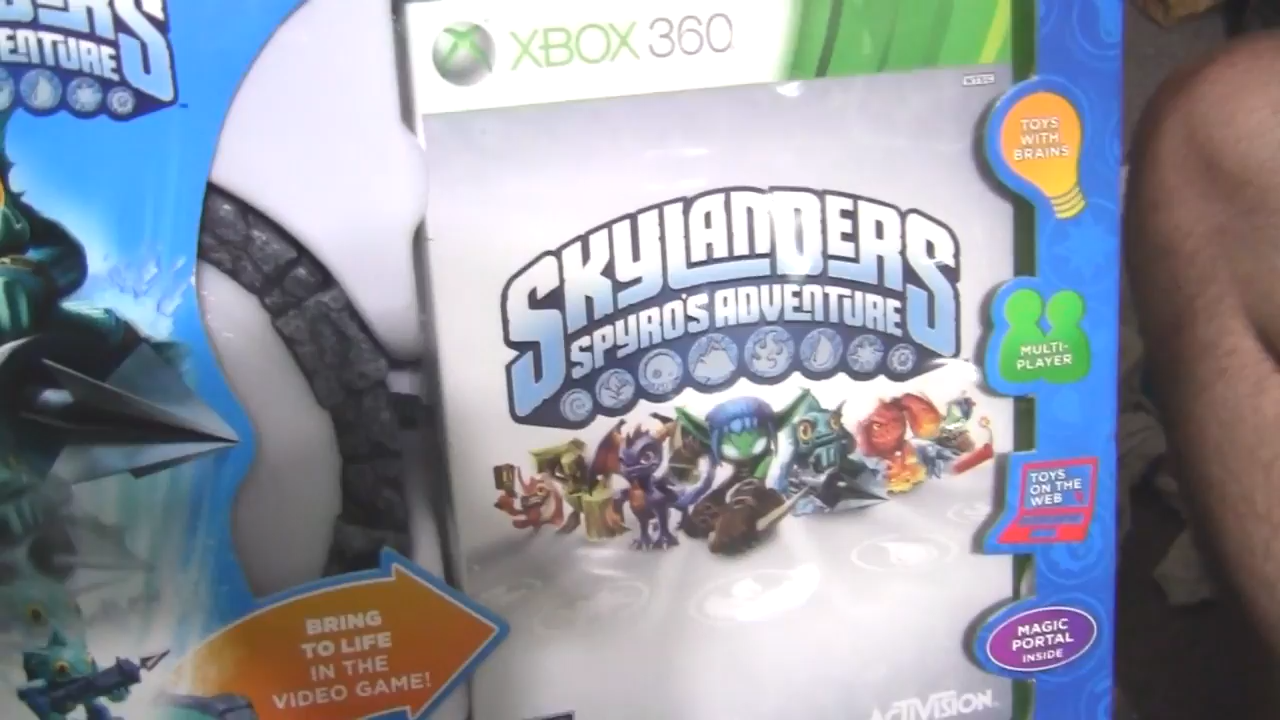 XBOX 360
NTSC
SKYLANDERS
SPYRO'S ADVENTURE
TOYS
WITH
BRAINS
MULTI-
PLAYER
TOYS
ON THE
WEB
MAGIC
PORTAL
INSIDE
BRING
TO LIFE
IN THE
VIDEO GAME!
ACTIVISION